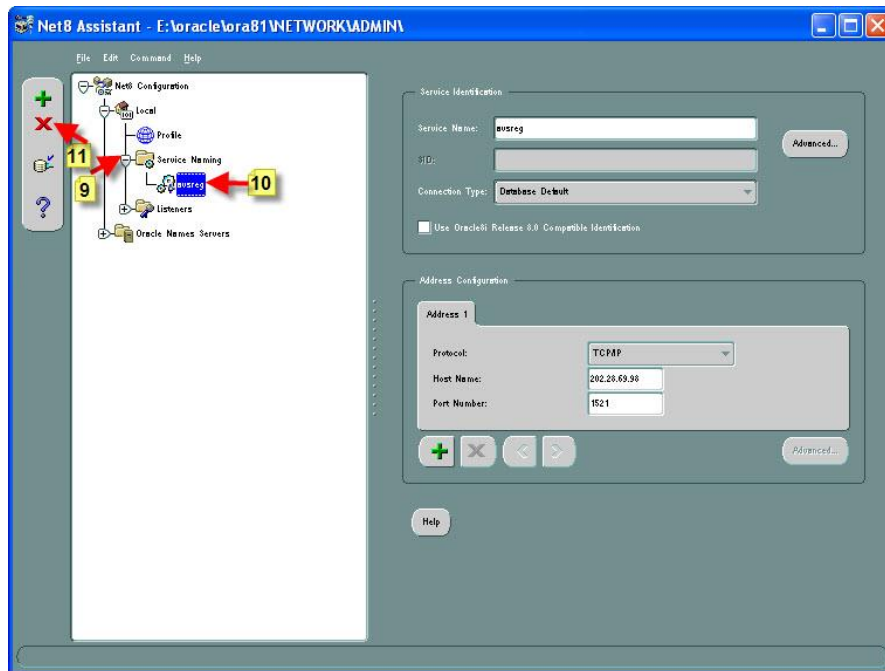 Net8 Assistant - E:\oracle\ora81\NETWORK\ADMIN\
File Edit Command Help
Net8 Configuration
Local
Profile
Service Naming
avsreg
Listeners
Oracle Names Servers
11
9
10
Service Identification
Service Name: avsreg
Advanced...
SID:
Connection Type: Database Default
Use Oracle8i Release 8.0 Compatible Identification
Address Configuration
Address 1
Protocol: TCP/IP
Host Name: 202.28.69.98
Port Number: 1521
Advanced...
Help